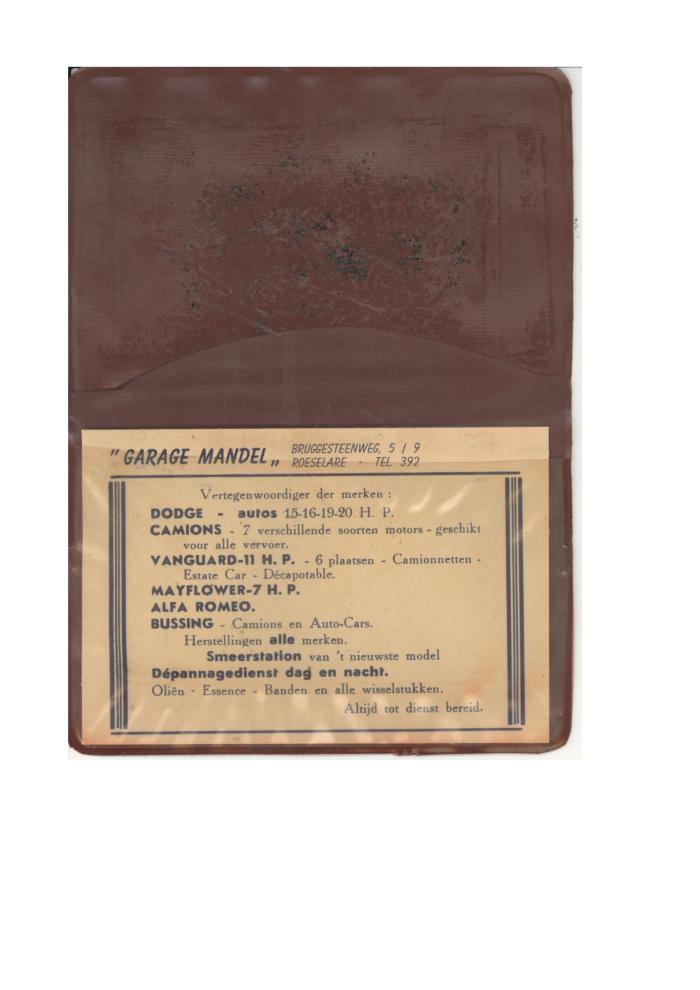 " GARAGE MANDEL „ BRUGGESTEENWEG, 5 / 9
ROESELARE - TEL 392
Vertegenwoordiger der merken :
DODGE - autos 15-16-19-20 H. P.
CAMIONS - 7 verschillende soorten motors - geschikt
voor alle vervoer.
VANGUARD-11 H. P. - 6 plaatsen - Camionnetten -
Estate Car - Décapotable.
MAYFLOWER-7 H. P.
ALFA ROMEO.
BUSSING - Camions en Auto-Cars.
Herstellingen alle merken.
Smeerstation van 't nieuwste model
Dépannagedienst dag en nacht.
Oliën - Essence - Banden en alle wisselstukken.
Altijd tot dienst bereid.